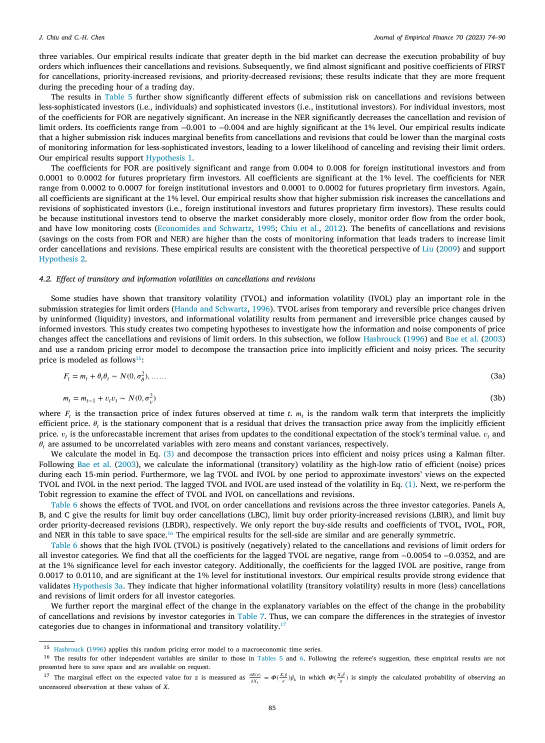 J. Chiu and C.-H. Chen
Journal of Empirical Finance 70 (2023) 74–90
three variables. Our empirical results indicate that greater depth in the bid market can decrease the execution probability of buy
orders which influences their cancellations and revisions. Subsequently, we find almost significant and positive coefficients of FIRST
for cancellations, priority-increased revisions, and priority-decreased revisions; these results indicate that they are more frequent
during the preceding hour of a trading day.
The results in Table 5 further show significantly different effects of submission risk on cancellations and revisions between
less-sophisticated investors (i.e., individuals) and sophisticated investors (i.e., institutional investors). For individual investors, most
of the coefficients for FOR are negatively significant. An increase in the NER significantly decreases the cancellation and revision of
limit orders. Its coefficients range from −0.001 to −0.004 and are highly significant at the 1% level. Our empirical results indicate
that a higher submission risk induces marginal benefits from cancellations and revisions that could be lower than the marginal costs
of monitoring information for less-sophisticated investors, leading to a lower likelihood of canceling and revising their limit orders.
Our empirical results support Hypothesis 1.
The coefficients for FOR are positively significant and range from 0.004 to 0.008 for foreign institutional investors and from
0.0001 to 0.0002 for futures proprietary firm investors. All coefficients are significant at the 1% level. The coefficients for NER
range from 0.0002 to 0.0007 for foreign institutional investors and 0.0001 to 0.0002 for futures proprietary firm investors. Again,
all coefficients are significant at the 1% level. Our empirical results show that higher submission risk increases the cancellations and
revisions of sophisticated investors (i.e., foreign institutional investors and futures proprietary firm investors). These results could
be because institutional investors tend to observe the market considerably more closely, monitor order flow from the order book,
and have low monitoring costs (Economides and Schwartz, 1995; Chiu et al., 2012). The benefits of cancellations and revisions
(savings on the costs from FOR and NER) are higher than the costs of monitoring information that leads traders to increase limit
order cancellations and revisions. These empirical results are consistent with the theoretical perspective of Liu (2009) and support
Hypothesis 2.
4.2. Effect of transitory and information volatilities on cancellations and revisions
Some studies have shown that transitory volatility (TVOL) and information volatility (IVOL) play an important role in the
submission strategies for limit orders (Handa and Schwartz, 1996). TVOL arises from temporary and reversible price changes driven
by uninformed (liquidity) investors, and informational volatility results from permanent and irreversible price changes caused by
informed investors. This study creates two competing hypotheses to investigate how the information and noise components of price
changes affect the cancellations and revisions of limit orders. In this subsection, we follow Hasbrouck (1996) and Bae et al. (2003)
and use a random pricing error model to decompose the transaction price into implicitly efficient and noisy prices. The security
price is modeled as follows¹⁵:
Fₜ = mₜ + θₜθₜ ∼ N(0, σ²_θ), …… (3a)
mₜ = mₜ₋₁ + vₜvₜ ∼ N(0, σ²_v) (3b)
where Fₜ is the transaction price of index futures observed at time t. mₜ is the random walk term that interprets the implicitly
efficient price. θₜ is the stationary component that is a residual that drives the transaction price away from the implicitly efficient
price. vₜ is the unforecastable increment that arises from updates to the conditional expectation of the stock's terminal value. vₜ and
θₜ are assumed to be uncorrelated variables with zero means and constant variances, respectively.
We calculate the model in Eq. (3) and decompose the transaction prices into efficient and noisy prices using a Kalman filter.
Following Bae et al. (2003), we calculate the informational (transitory) volatility as the high-low ratio of efficient (noise) prices
during each 15-min period. Furthermore, we lag TVOL and IVOL by one period to approximate investors' views on the expected
TVOL and IVOL in the next period. The lagged TVOL and IVOL are used instead of the volatility in Eq. (1). Next, we re-perform the
Tobit regression to examine the effect of TVOL and IVOL on cancellations and revisions.
Table 6 shows the effects of TVOL and IVOL on order cancellations and revisions across the three investor categories. Panels A,
B, and C give the results for limit buy order cancellations (LBC), limit buy order priority-increased revisions (LBIR), and limit buy
order priority-decreased revisions (LBDR), respectively. We only report the buy-side results and coefficients of TVOL, IVOL, FOR,
and NER in this table to save space.¹⁶ The empirical results for the sell-side are similar and are generally symmetric.
Table 6 shows that the high IVOL (TVOL) is positively (negatively) related to the cancellations and revisions of limit orders for
all investor categories. We find that all the coefficients for the lagged TVOL are negative, range from −0.0054 to −0.0352, and are
at the 1% significance level for each investor category. Additionally, the coefficients for the lagged IVOL are positive, range from
0.0017 to 0.0110, and are significant at the 1% level for institutional investors. Our empirical results provide strong evidence that
validates Hypothesis 3a. They indicate that higher informational volatility (transitory volatility) results in more (less) cancellations
and revisions of limit orders for all investor categories.
We further report the marginal effect of the change in the explanatory variables on the effect of the change in the probability
of cancellations and revisions by investor categories in Table 7. Thus, we can compare the differences in the strategies of investor
categories due to changes in informational and transitory volatility.¹⁷
¹⁵ Hasbrouck (1996) applies this random pricing error model to a macroeconomic time series.
¹⁶ The results for other independent variables are similar to those in Tables 5 and 6. Following the referee's suggestion, these empirical results are not
presented here to save space and are available on request.
¹⁷ The marginal effect on the expected value for z is measured as in which is simply the calculated probability of observing an
uncensored observation at these values of X.
85